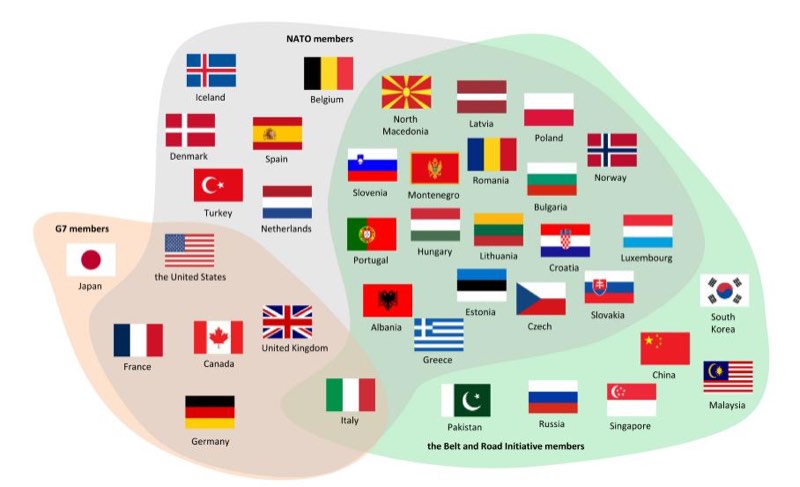 NATO members
Iceland
Belgium
North
Macedonia
Latvia
Poland
Denmark
Spain
Norway
Slovenia
Montenegro
Romania
Bulgaria
Turkey
Netherlands
G7 members
Portugal
Hungary
Lithuania
Croatia
Luxembourg
Japan
the United States
Albania
Estonia
Czech
Slovakia
South
Korea
France
Canada
United Kingdom
Greece
China
Malaysia
Germany
Italy
Pakistan
Russia
Singapore
the Belt and Road Initiative members